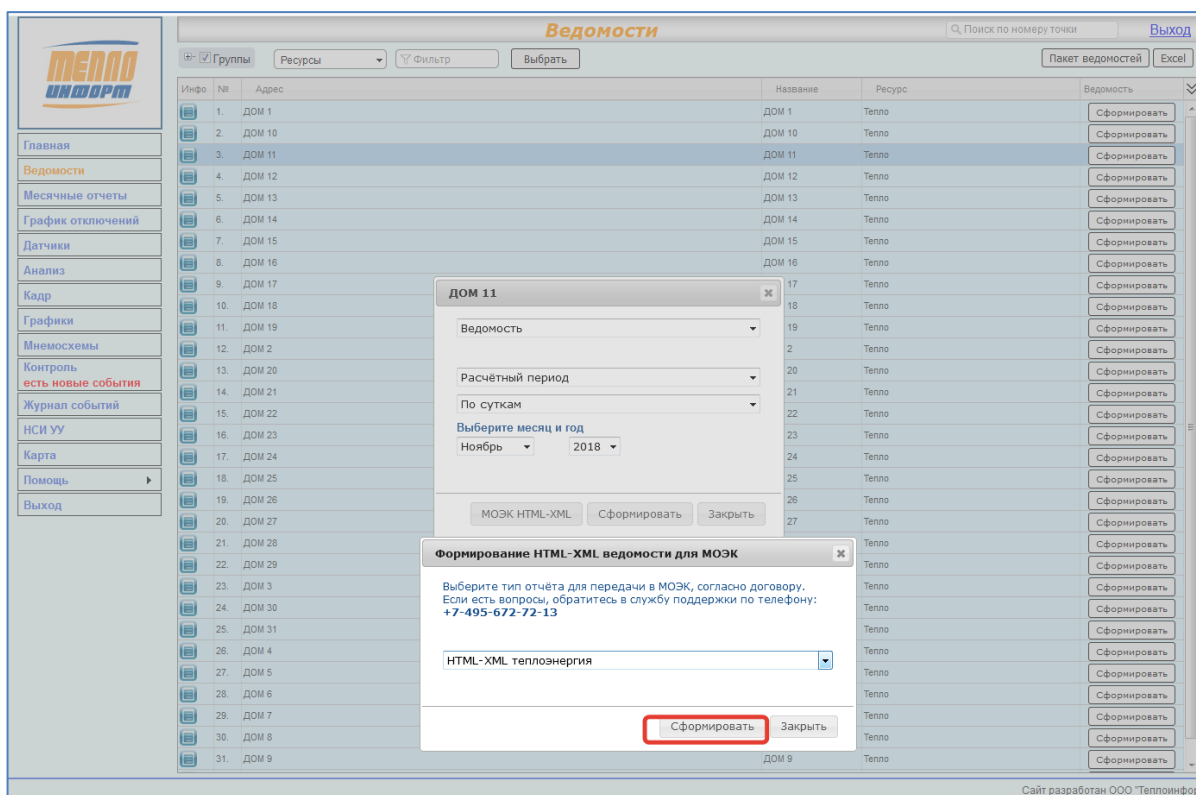 ТЕПЛО
ИНФОРМ
Ведомости
Поиск по номеру точки
Выход
Группы
Ресурсы
Фильтр
Выбрать
Пакет ведомостей
Excel
Главная
Ведомости
Месячные отчеты
График отключений
Датчики
Анализ
Кадр
Графики
Мнемосхемы
Контроль
есть новые события
Журнал событий
НСИ УУ
Карта
Помощь
Выход
Инфо № Адрес Название Ресурс Ведомость
1. ДОМ 1 ДОМ 1 Тепло Сформировать
2. ДОМ 10 ДОМ 10 Тепло Сформировать
3. ДОМ 11 ДОМ 11 Тепло Сформировать
4. ДОМ 12 ДОМ 12 Тепло Сформировать
5. ДОМ 13 ДОМ 13 Тепло Сформировать
6. ДОМ 14 ДОМ 14 Тепло Сформировать
7. ДОМ 15 ДОМ 15 Тепло Сформировать
8. ДОМ 16 ДОМ 16 Тепло Сформировать
9. ДОМ 17 17 Тепло Сформировать
10. ДОМ 18 18 Тепло Сформировать
11. ДОМ 19 19 Тепло Сформировать
12. ДОМ 2 2 Тепло Сформировать
13. ДОМ 20 20 Тепло Сформировать
14. ДОМ 21 21 Тепло Сформировать
15. ДОМ 22 22 Тепло Сформировать
16. ДОМ 23 23 Тепло Сформировать
17. ДОМ 24 24 Тепло Сформировать
18. ДОМ 25 25 Тепло Сформировать
19. ДОМ 26 26 Тепло Сформировать
20. ДОМ 27 27 Тепло Сформировать
21. ДОМ 28 Тепло Сформировать
22. ДОМ 29 Тепло Сформировать
23. ДОМ 3 Тепло Сформировать
24. ДОМ 30 Тепло Сформировать
25. ДОМ 31 Тепло Сформировать
26. ДОМ 4 Тепло Сформировать
27. ДОМ 5 Тепло Сформировать
28. ДОМ 6 Тепло Сформировать
29. ДОМ 7 Тепло Сформировать
30. ДОМ 8 Тепло Сформировать
31. ДОМ 9 ДОМ 9 Тепло Сформировать
ДОМ 11
Ведомость
Расчётный период
По суткам
Выберите месяц и год
Ноябрь 2018
МОЭК HTML-XML Сформировать Закрыть
Формирование HTML-XML ведомости для МОЭК
Выберите тип отчёта для передачи в МОЭК, согласно договору.
Если есть вопросы, обратитесь в службу поддержки по телефону:
+7-495-672-72-13
HTML-XML теплоэнергия
Сформировать Закрыть
Сайт разработан ООО "Теплоинфор